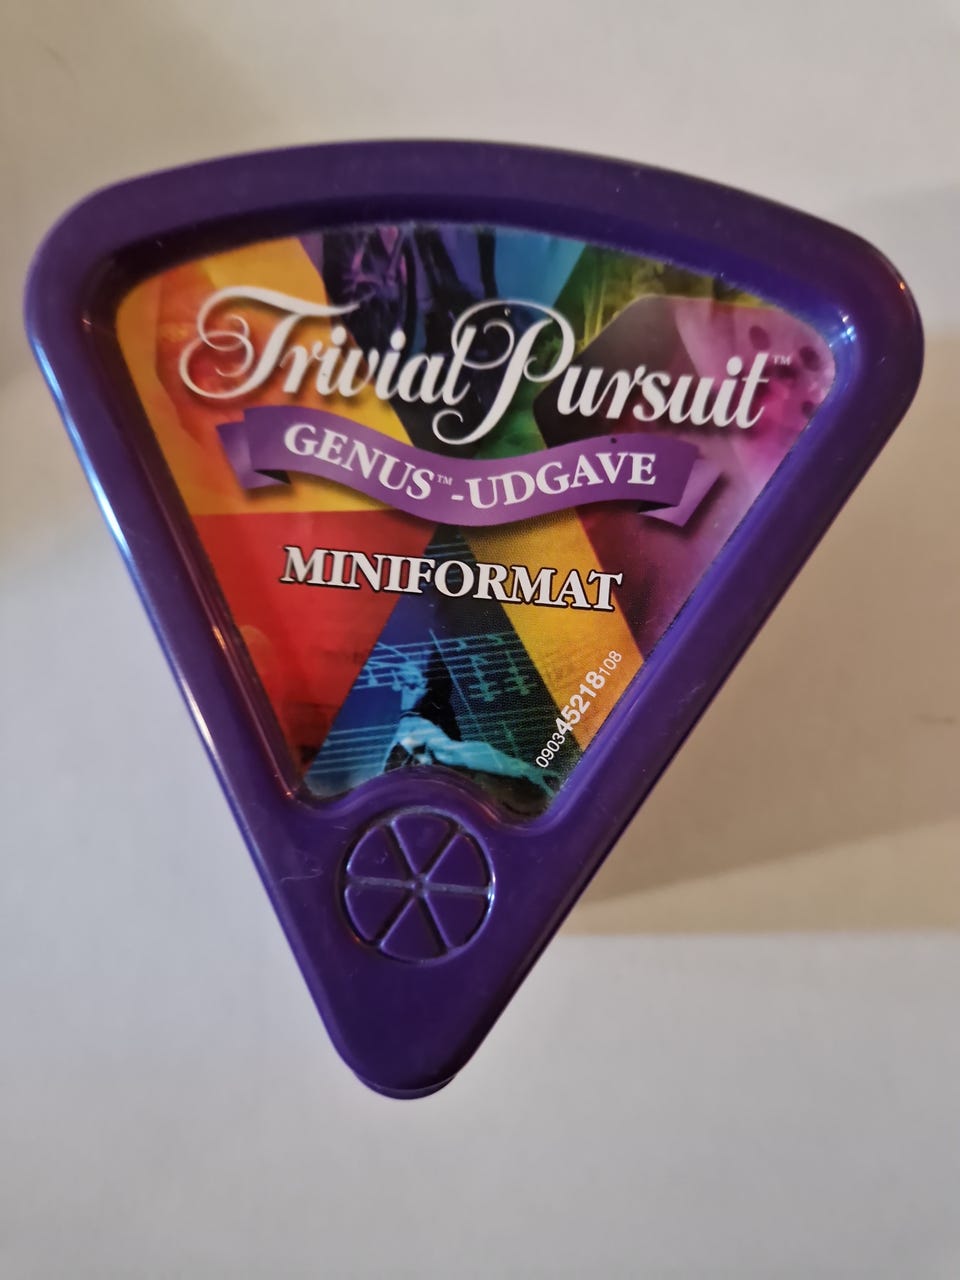 Trivial Pursuit™
GENUS™-UDGAVE
MINIFORMAT
090345218108